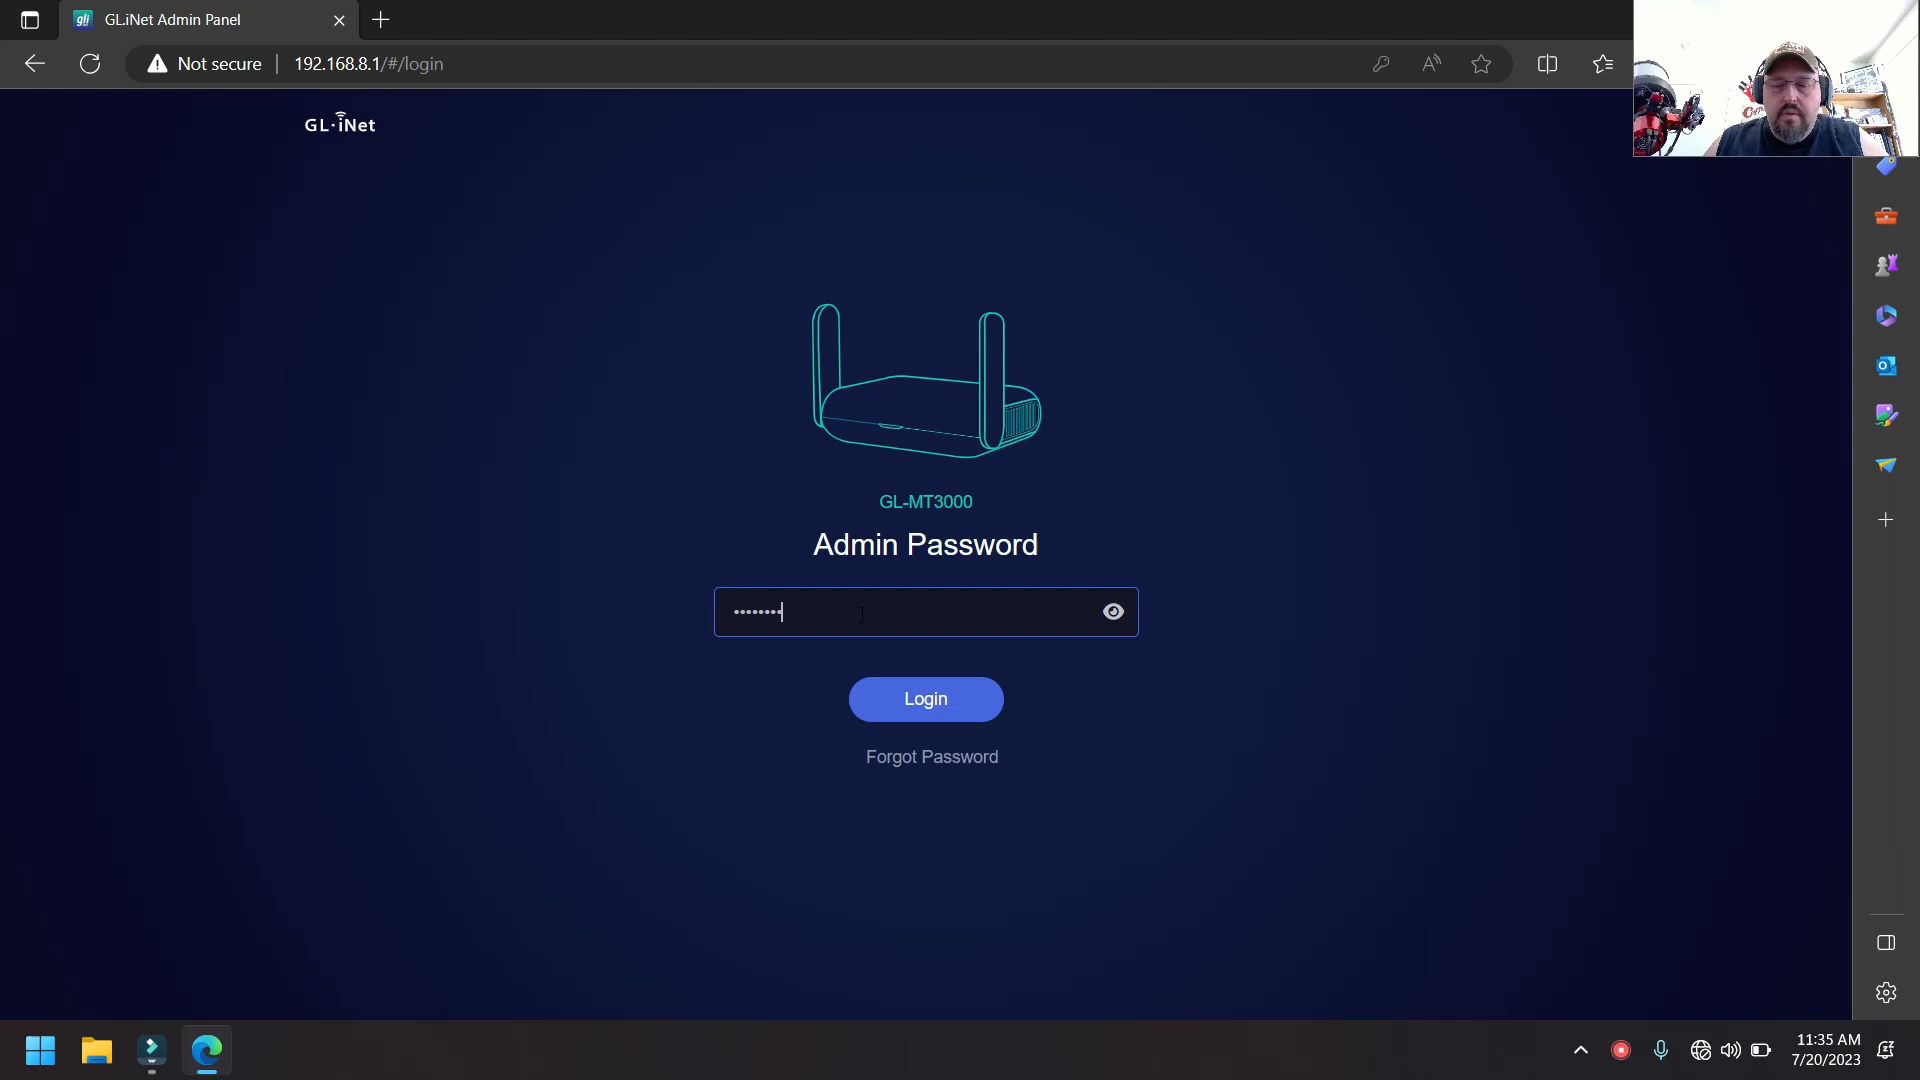 GL.iNet Admin Panel
Not secure
192.168.8.1/#/login
GL·iNet
GL-MT3000
Admin Password
••••••••
Login
Forgot Password
11:35 AM
7/20/2023